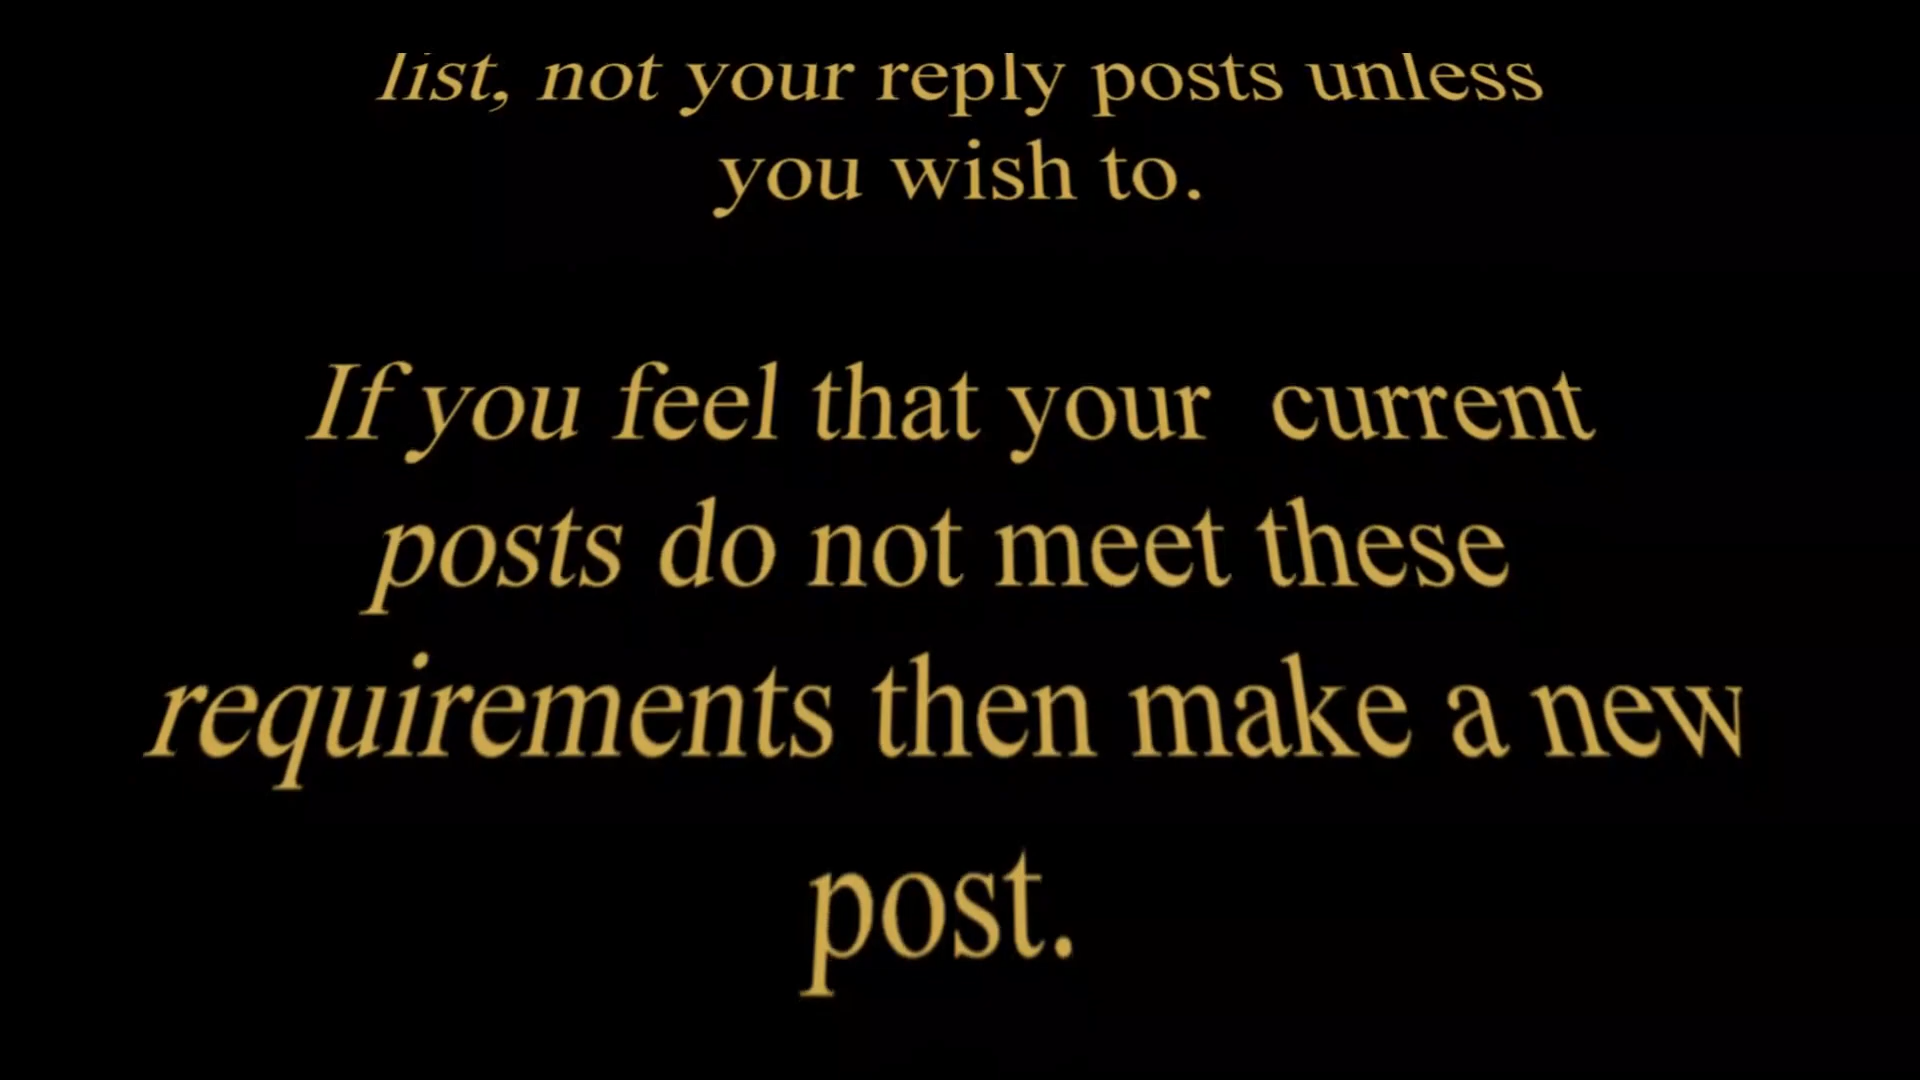 list, not your reply posts unless
you wish to.
If you feel that your current
posts do not meet these
requirements then make a new
post.